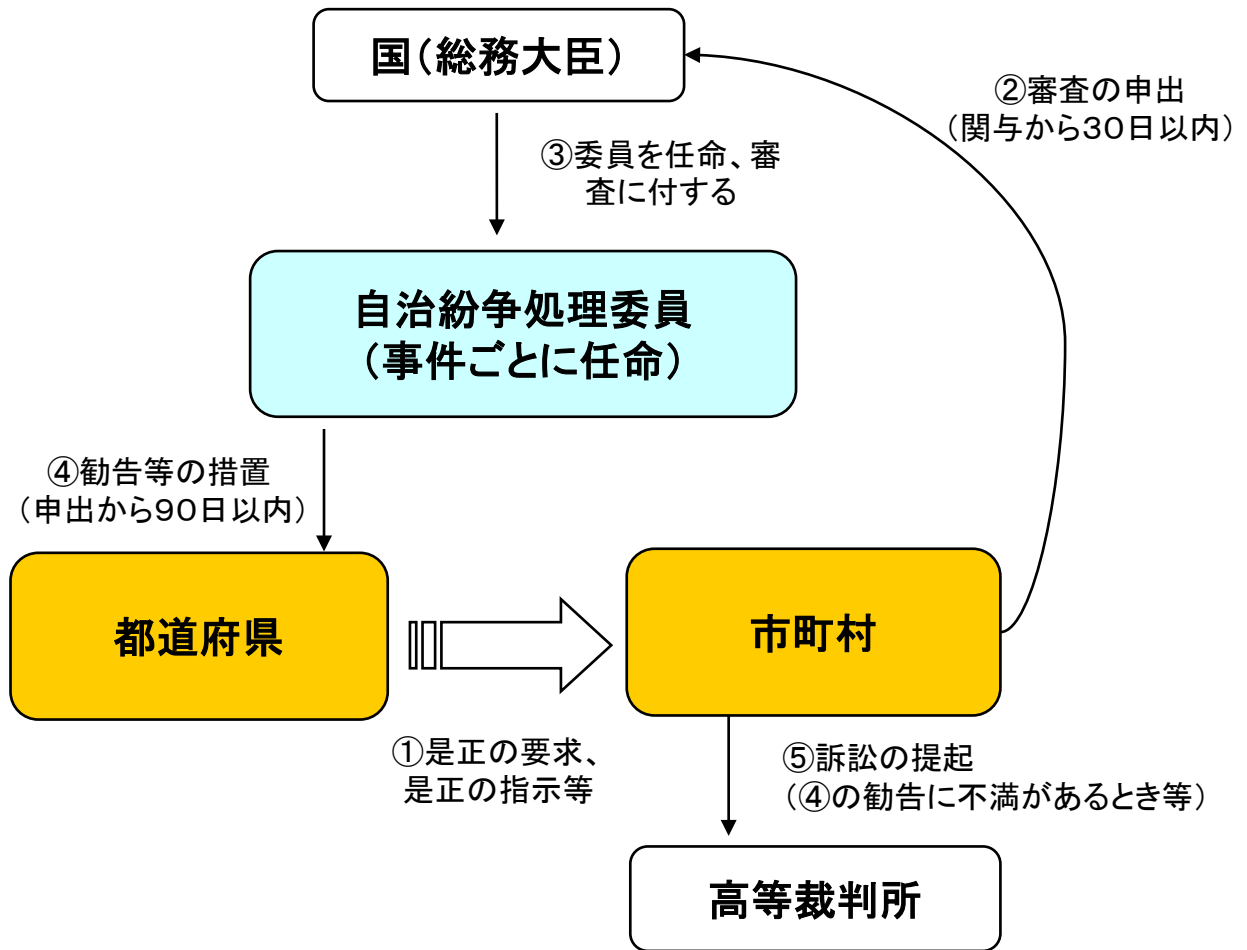 国(総務大臣)
②審査の申出
(関与から30日以内)
③委員を任命、審
査に付する
自治紛争処理委員
(事件ごとに任命)
④勧告等の措置
(申出から90日以内)
都道府県
市町村
①是正の要求、
是正の指示等
⑤訴訟の提起
(④の勧告に不満があるとき等)
高等裁判所